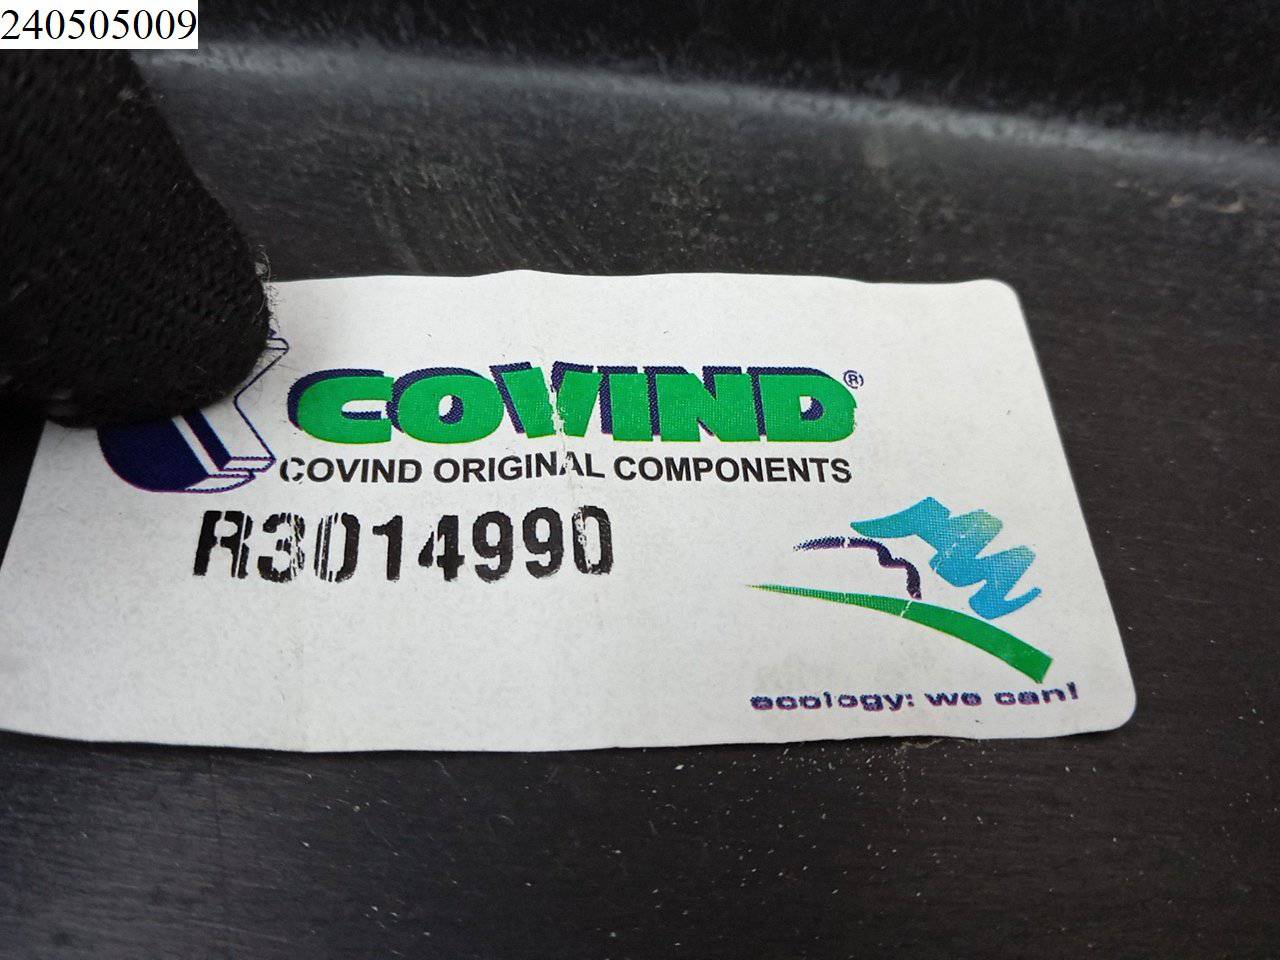 240505009
COVIND®
COVIND ORIGINAL COMPONENTS
R3014990
ecology: we can!